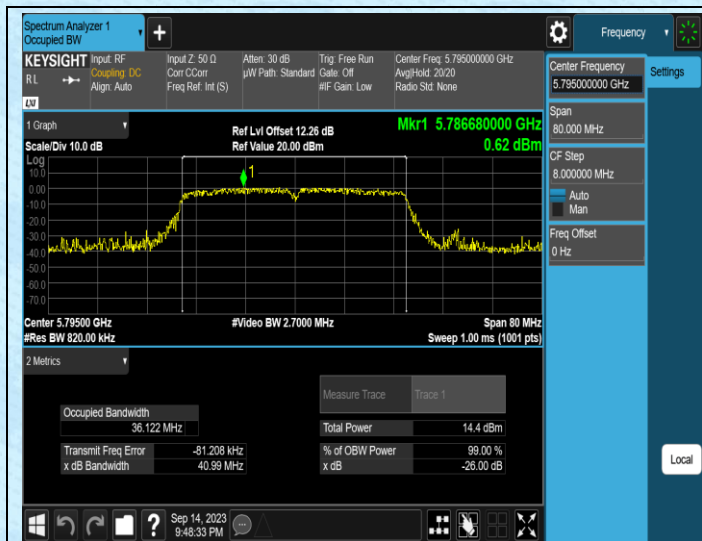 Spectrum Analyzer 1
Occupied BW
Frequency
KEYSIGHT
RL
LXI
Input: RF
Coupling: DC
Align: Auto
Input Z: 50 Ω
Corr CCorr
Freq Ref: Int (S)
Atten: 30 dB
µW Path: Standard
Trig: Free Run
Gate: Off
#IF Gain: Low
Center Freq: 5.795000000 GHz
Avg|Hold: 20/20
Radio Std: None
Center Frequency
5.795000000 GHz
Settings
Span
80.000 MHz
CF Step
8.000000 MHz
Auto
Man
Freq Offset
0 Hz
Local
1 Graph
Scale/Div 10.0 dB
Ref Lvl Offset 12.26 dB
Ref Value 20.00 dBm
Mkr1 5.786680000 GHz
0.62 dBm
Log
10.0
0.00
-10.0
-20.0
-30.0
-40.0
-50.0
-60.0
-70.0
1
Center 5.79500 GHz
#Res BW 820.00 kHz
#Video BW 2.7000 MHz
Span 80 MHz
Sweep 1.00 ms (1001 pts)
2 Metrics
Measure Trace Trace 1
Occupied Bandwidth
36.122 MHz
Total Power 14.4 dBm
Transmit Freq Error -81.208 kHz
x dB Bandwidth 40.99 MHz
% of OBW Power 99.00 %
x dB -26.00 dB
Sep 14, 2023
9:48:33 PM